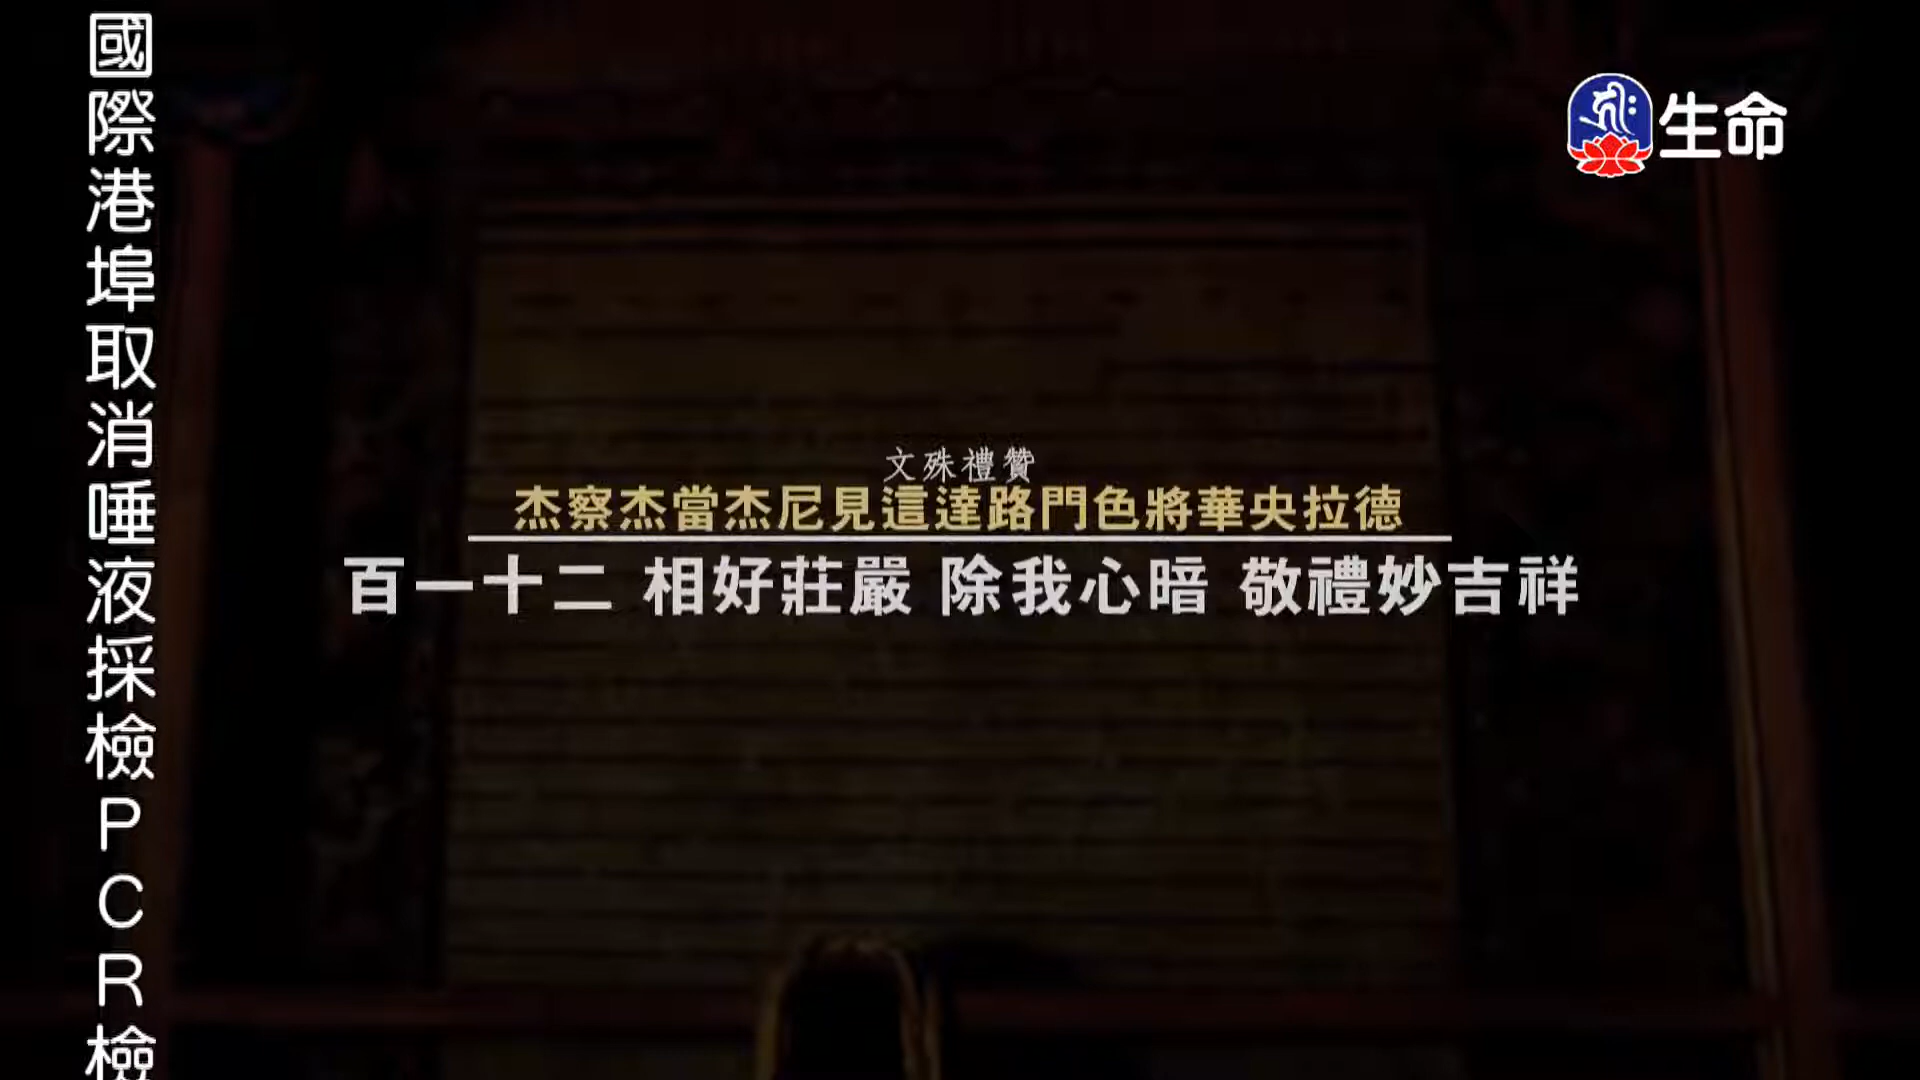 國際港埠取消唾液採檢PCR檢
生命
文殊禮贊
杰察杰當杰尼見這達路門色將華央拉德
百一十二 相好莊嚴 除我心暗 敬禮妙吉祥